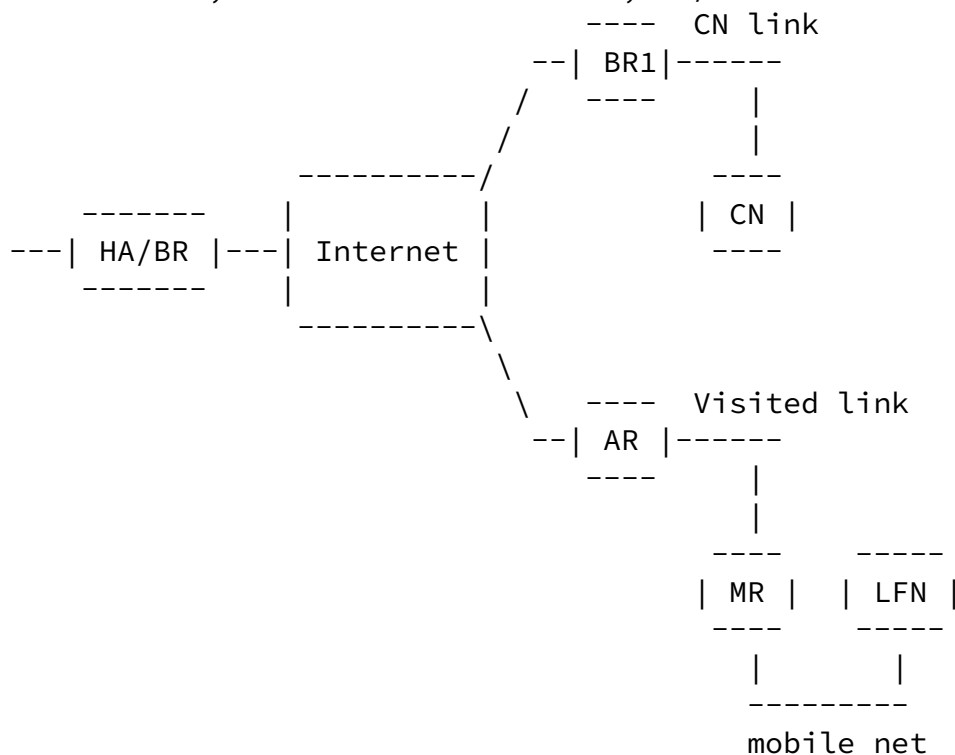 CN link
BR1
CN
HA/BR
Internet
Visited link
AR
MR
LFN
mobile net